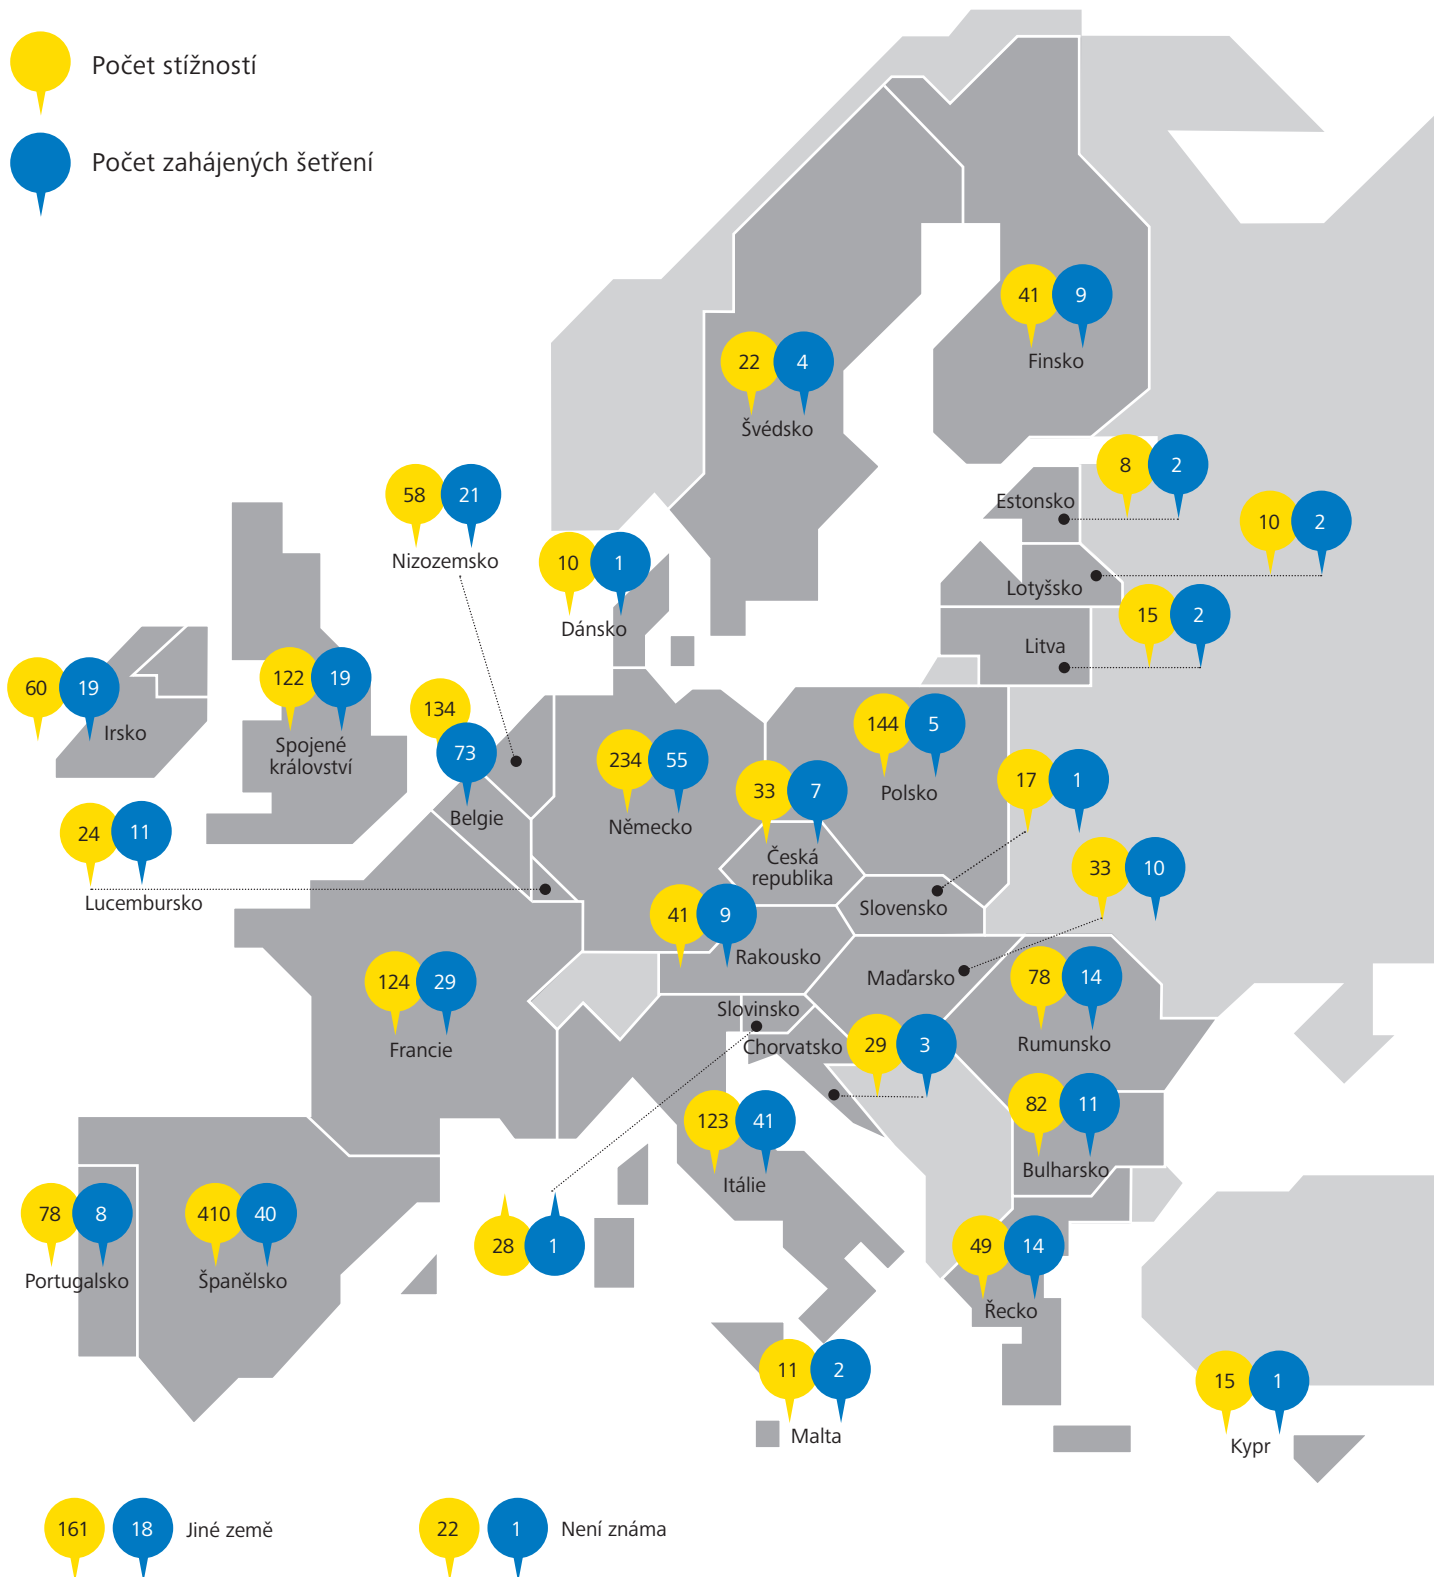 Počet stížností
Počet zahájených šetření
41 9
Finsko
22 4
Švédsko
8 2
Estonsko
58 21
Nizozemsko
10 2
Lotyšsko
10 1
Dánsko
15 2
Litva
60 19
Irsko
122 19
Spojené
království
134
73
Belgie
234 55
Německo
144 5
Polsko
33 7
Česká
republika
17 1
Slovensko
24 11
Lucembursko
33 10
Maďarsko
41 9
Rakousko
124 29
Francie
78 14
Rumunsko
Slovinsko
Chorvatsko
29 3
82 11
Bulharsko
123 41
Itálie
78 8
Portugalsko
410 40
Španělsko
28 1
49 14
Řecko
11 2
Malta
15 1
Kypr
161 18 Jiné země
22 1 Není známa